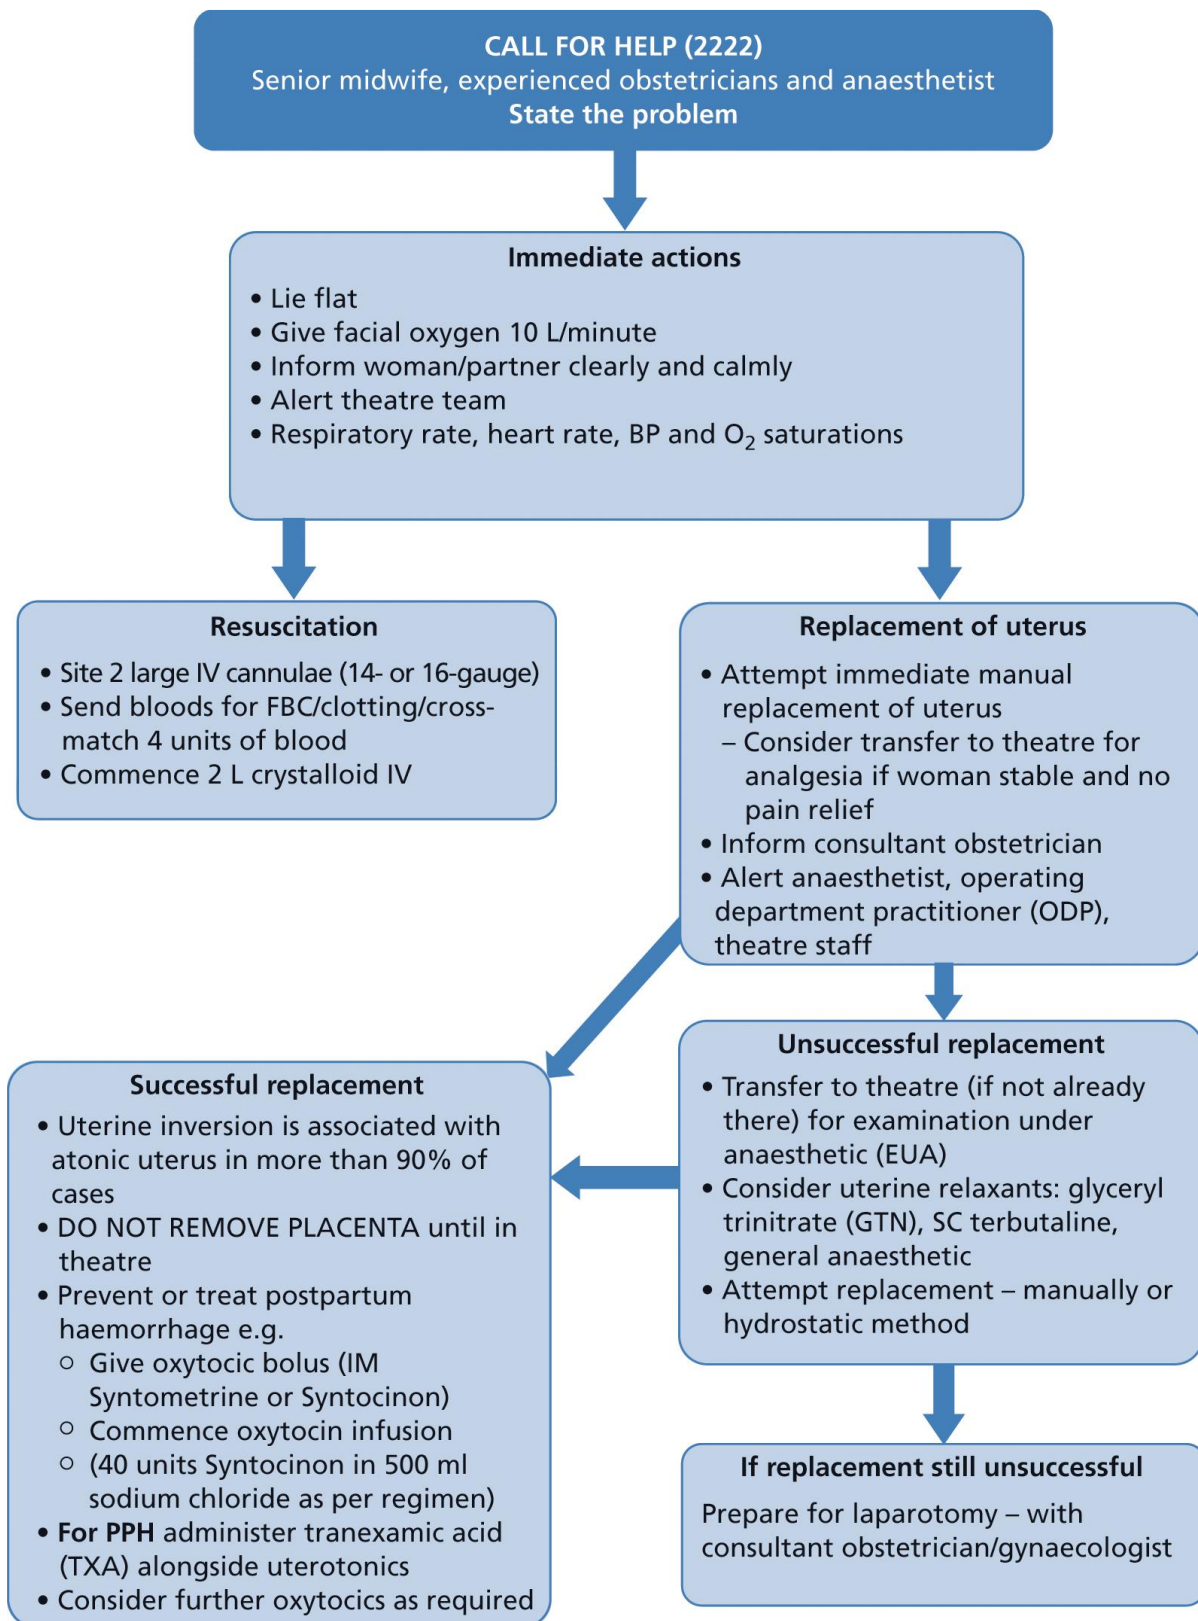 CALL FOR HELP (2222)
Senior midwife, experienced obstetricians and anaesthetist
State the problem
Immediate actions
• Lie flat
• Give facial oxygen 10 L/minute
• Inform woman/partner clearly and calmly
• Alert theatre team
• Respiratory rate, heart rate, BP and O₂ saturations
Resuscitation
• Site 2 large IV cannulae (14- or 16-gauge)
• Send bloods for FBC/clotting/cross-
match 4 units of blood
• Commence 2 L crystalloid IV
Replacement of uterus
• Attempt immediate manual
replacement of uterus
– Consider transfer to theatre for
analgesia if woman stable and no
pain relief
• Inform consultant obstetrician
• Alert anaesthetist, operating
department practitioner (ODP),
theatre staff
Successful replacement
• Uterine inversion is associated with
atonic uterus in more than 90% of
cases
• DO NOT REMOVE PLACENTA until in
theatre
• Prevent or treat postpartum
haemorrhage e.g.
○ Give oxytocic bolus (IM
Syntometrine or Syntocinon)
○ Commence oxytocin infusion
○ (40 units Syntocinon in 500 ml
sodium chloride as per regimen)
• For PPH administer tranexamic acid
(TXA) alongside uterotonics
• Consider further oxytocics as required
Unsuccessful replacement
• Transfer to theatre (if not already
there) for examination under
anaesthetic (EUA)
• Consider uterine relaxants: glyceryl
trinitrate (GTN), SC terbutaline,
general anaesthetic
• Attempt replacement – manually or
hydrostatic method
If replacement still unsuccessful
Prepare for laparotomy – with
consultant obstetrician/gynaecologist